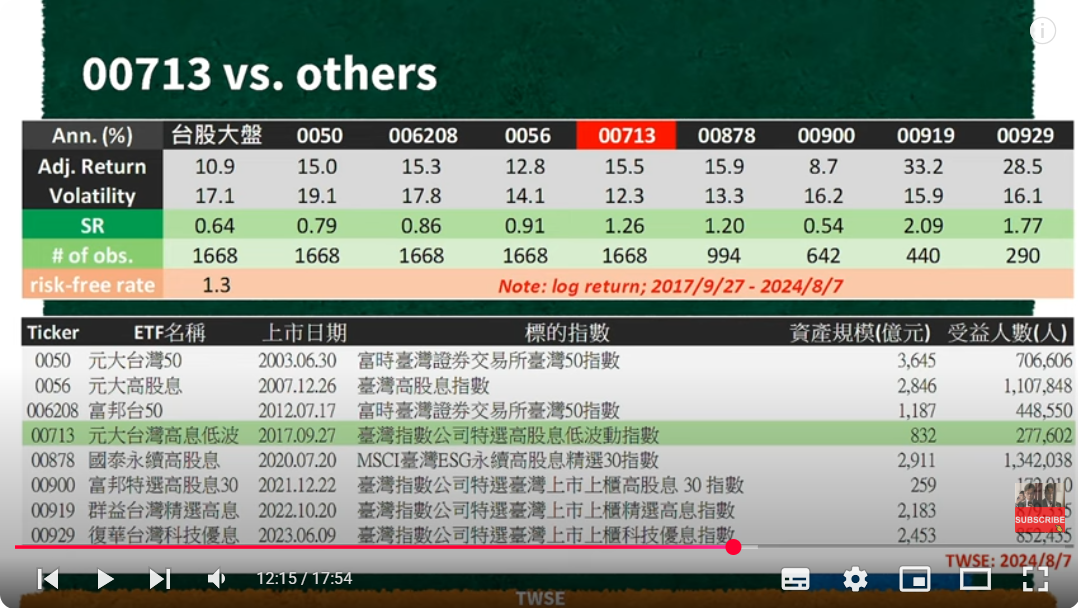 00713 vs. others
Ann. (%) 台股大盤 0050 006208 0056 00713 00878 00900 00919 00929
Adj. Return 10.9 15.0 15.3 12.8 15.5 15.9 8.7 33.2 28.5
Volatility 17.1 19.1 17.8 14.1 12.3 13.3 16.2 15.9 16.1
SR 0.64 0.79 0.86 0.91 1.26 1.20 0.54 2.09 1.77
# of obs. 1668 1668 1668 1668 1668 994 642 440 290
risk-free rate 1.3 Note: log return; 2017/9/27 - 2024/8/7
Ticker ETF名稱 上市日期 標的指數 資產規模(億元) 受益人數(人)
0050 元大台灣50 2003.06.30 富時臺灣證券交易所臺灣50指數 3,645 706,606
0056 元大高股息 2007.12.26 臺灣高股息指數 2,846 1,107,848
006208 富邦台50 2012.07.17 富時臺灣證券交易所臺灣50指數 1,187 448,550
00713 元大台灣高息低波 2017.09.27 臺灣指數公司特選高股息低波動指數 832 277,602
00878 國泰永續高股息 2020.07.20 MSCI臺灣ESG永續高股息精選30指數 2,911 1,342,038
00900 富邦特選高股息30 2021.12.22 臺灣指數公司特選臺灣上市上櫃高股息 30 指數 259
00919 群益台灣精選高息 2022.10.20 臺灣指數公司特選臺灣上市上櫃精選高息指數 2,183
SUBSCRIBE
00929 復華台灣科技優息 2023.06.09 臺灣指數公司特選臺灣上市上櫃科技優息指數 2,453 852,435
TWSE: 2024/8/7
12:15 / 17:54
TWSE